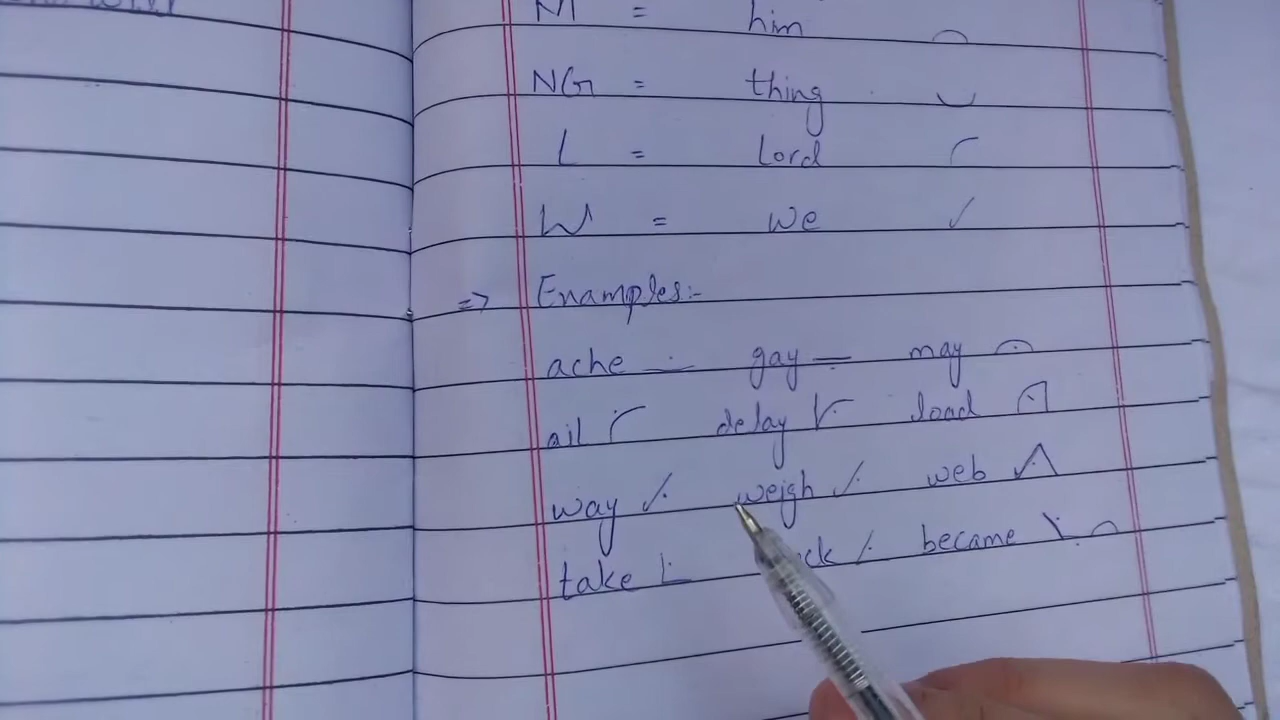 M = him
NG = thing
L = Lord
W = we
=> Examples:-
ache gay may
ail delay load
way weigh web
take became